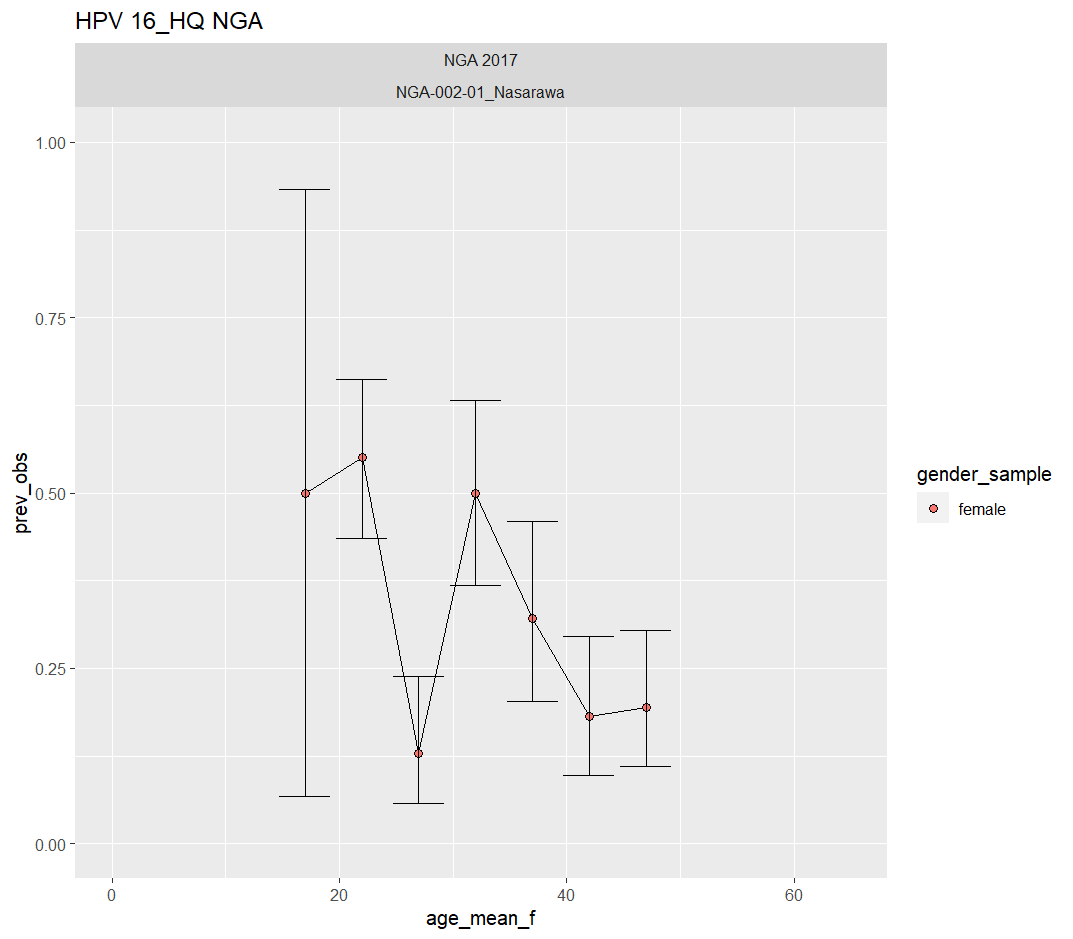 HPV 16_HQ NGA
NGA 2017
NGA-002-01_Nasarawa
1.00
0.75
0.50
0.25
0.00
prev_obs
0
20
40
60
age_mean_f
gender_sample
female